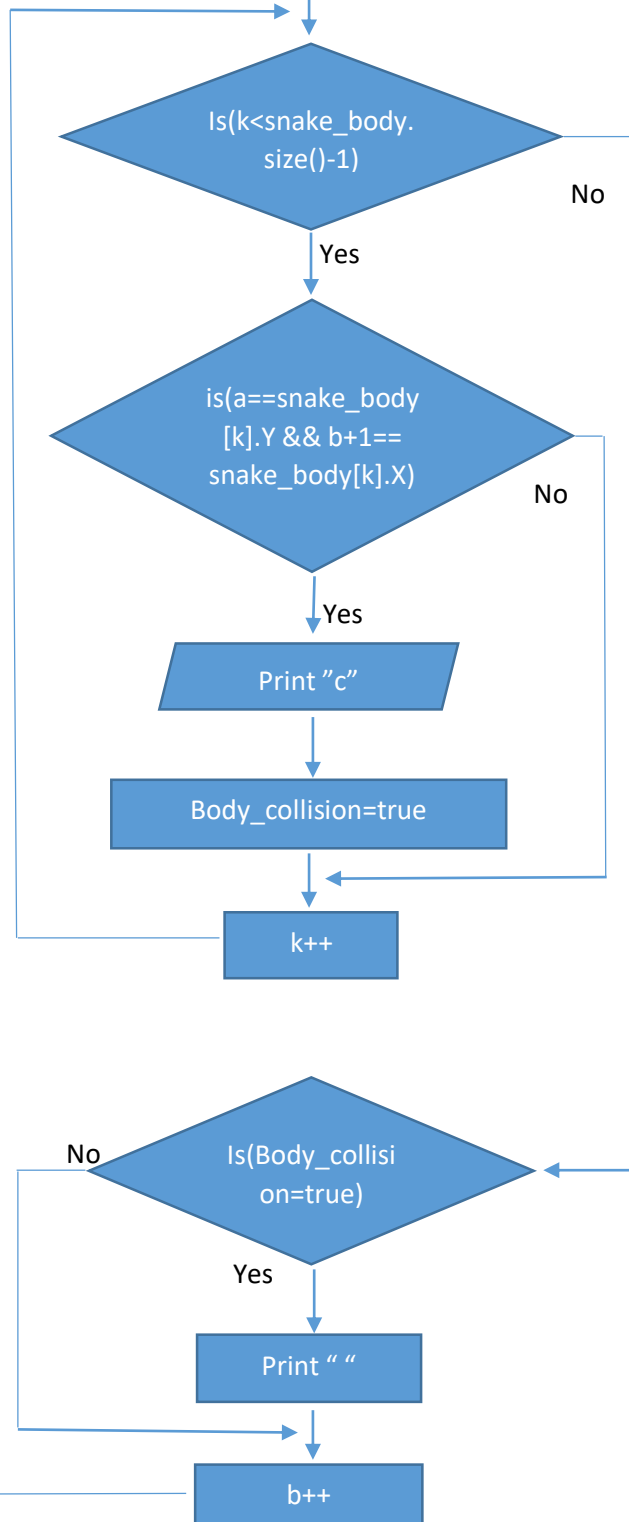 Is(k<snake_body.
size()-1)
No
Yes
is(a==snake_body
[k].Y && b+1==
snake_body[k].X)
No
Yes
Print ”c”
Body_collision=true
k++
No
Is(Body_collisi
on=true)
Yes
Print “ “
b++